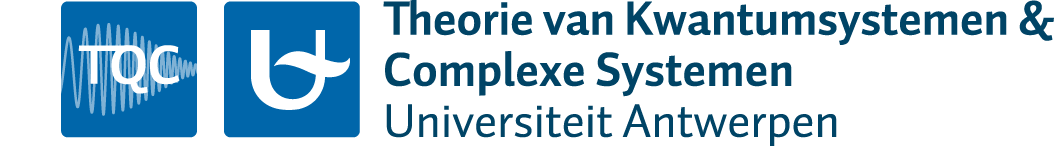 TQC
Theorie van Kwantumsystemen &
Complexe Systemen
Universiteit Antwerpen